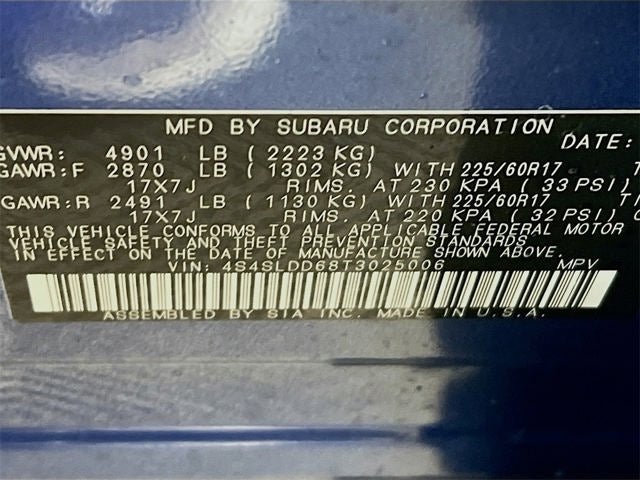 MFD BY SUBARU CORPORATION DATE:
GVWR: 4901 LB ( 2223 KG)
GAWR:F 2870 LB ( 1302 KG) WITH 225/60R17
17X7J RIMS. AT 230 KPA ( 33 PSI)
GAWR:R 2491 LB ( 1130 KG) WITH 225/60R17
17X7J RIMS. AT 220 KPA ( 32 PSI)
THIS VEHICLE CONFORMS TO ALL APPLICABLE FEDERAL MOTOR
VEHICLE SAFETY AND THEFT PREVENTION STANDARDS
IN EFFECT ON THE DATE OF MANUFACTURE SHOWN ABOVE.
VIN: 4S4SLDD68T3025006 MPV
ASSEMBLED BY SIA INC. MADE IN U.S.A.